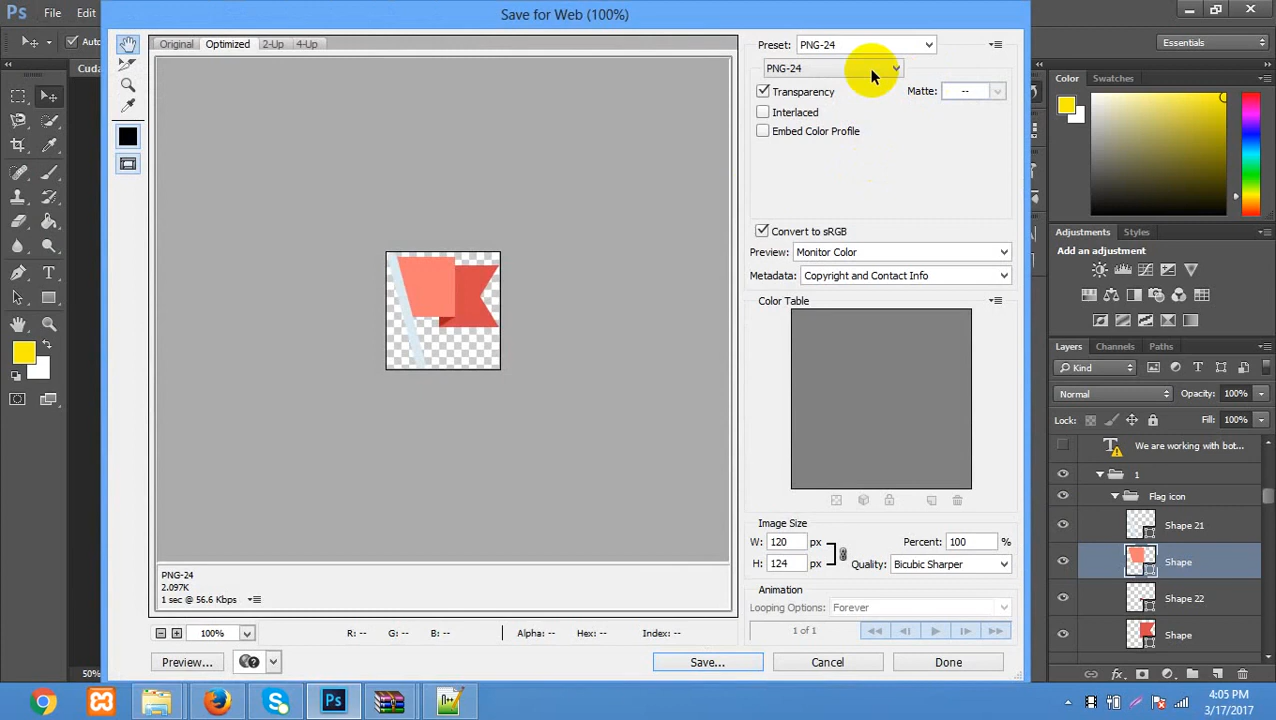 Ps File Edit Save for Web (100%)
Auto Essentials
Cuda
Original Optimized 2-Up 4-Up
Preset: PNG-24
PNG-24
Transparency Matte: --
Interlaced
Embed Color Profile
Convert to sRGB
Preview: Monitor Color
Metadata: Copyright and Contact Info
Color Table
Image Size
W: 120 px Percent: 100 %
H: 124 px Quality: Bicubic Sharper
Animation
Looping Options: Forever
1 of 1
PNG-24
2.097K
1 sec @ 56.6 Kbps
100% R: -- G: -- B: -- Alpha: -- Hex: -- Index: --
Preview... Save... Cancel Done
Color Swatches
Adjustments Styles
Add an adjustment
Layers Channels Paths
Kind
Normal Opacity: 100%
Lock: Fill: 100%
T We are working with bot...
1
Flag icon
Shape 21
Shape
Shape 22
Shape
50%
Ps
4:05 PM
3/17/2017